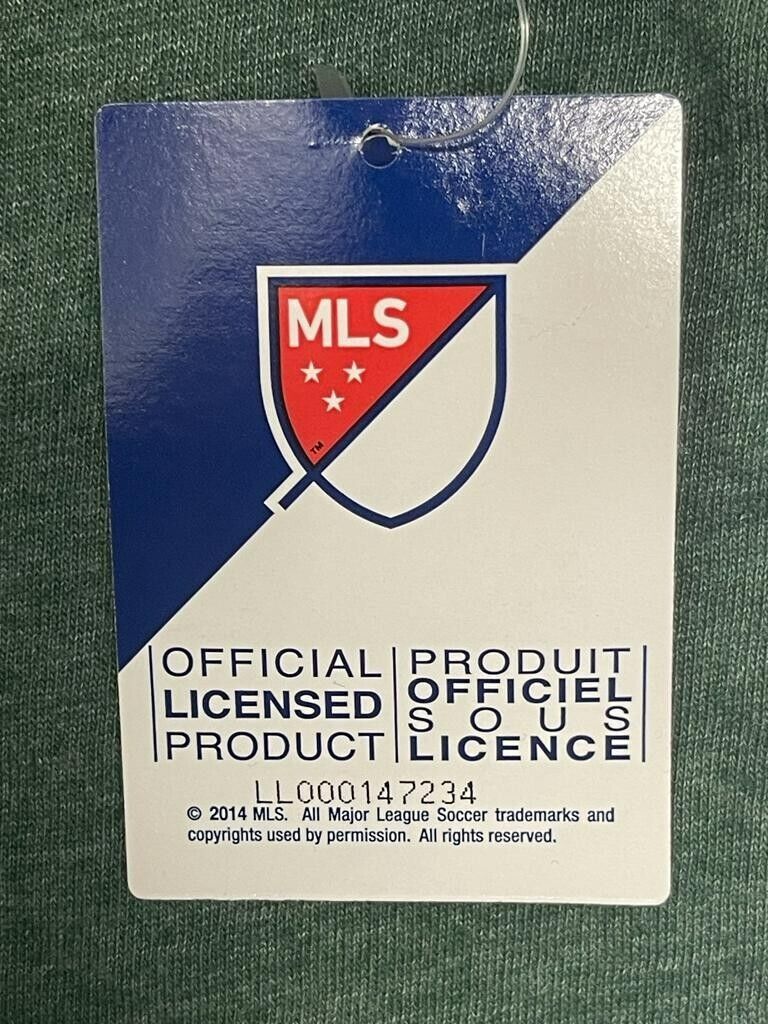 MLS
TM
OFFICIAL
LICENSED
PRODUCT
PRODUIT
OFFICIEL
SOUS
LICENCE
LL000147234
© 2014 MLS. All Major League Soccer trademarks and
copyrights used by permission. All rights reserved.